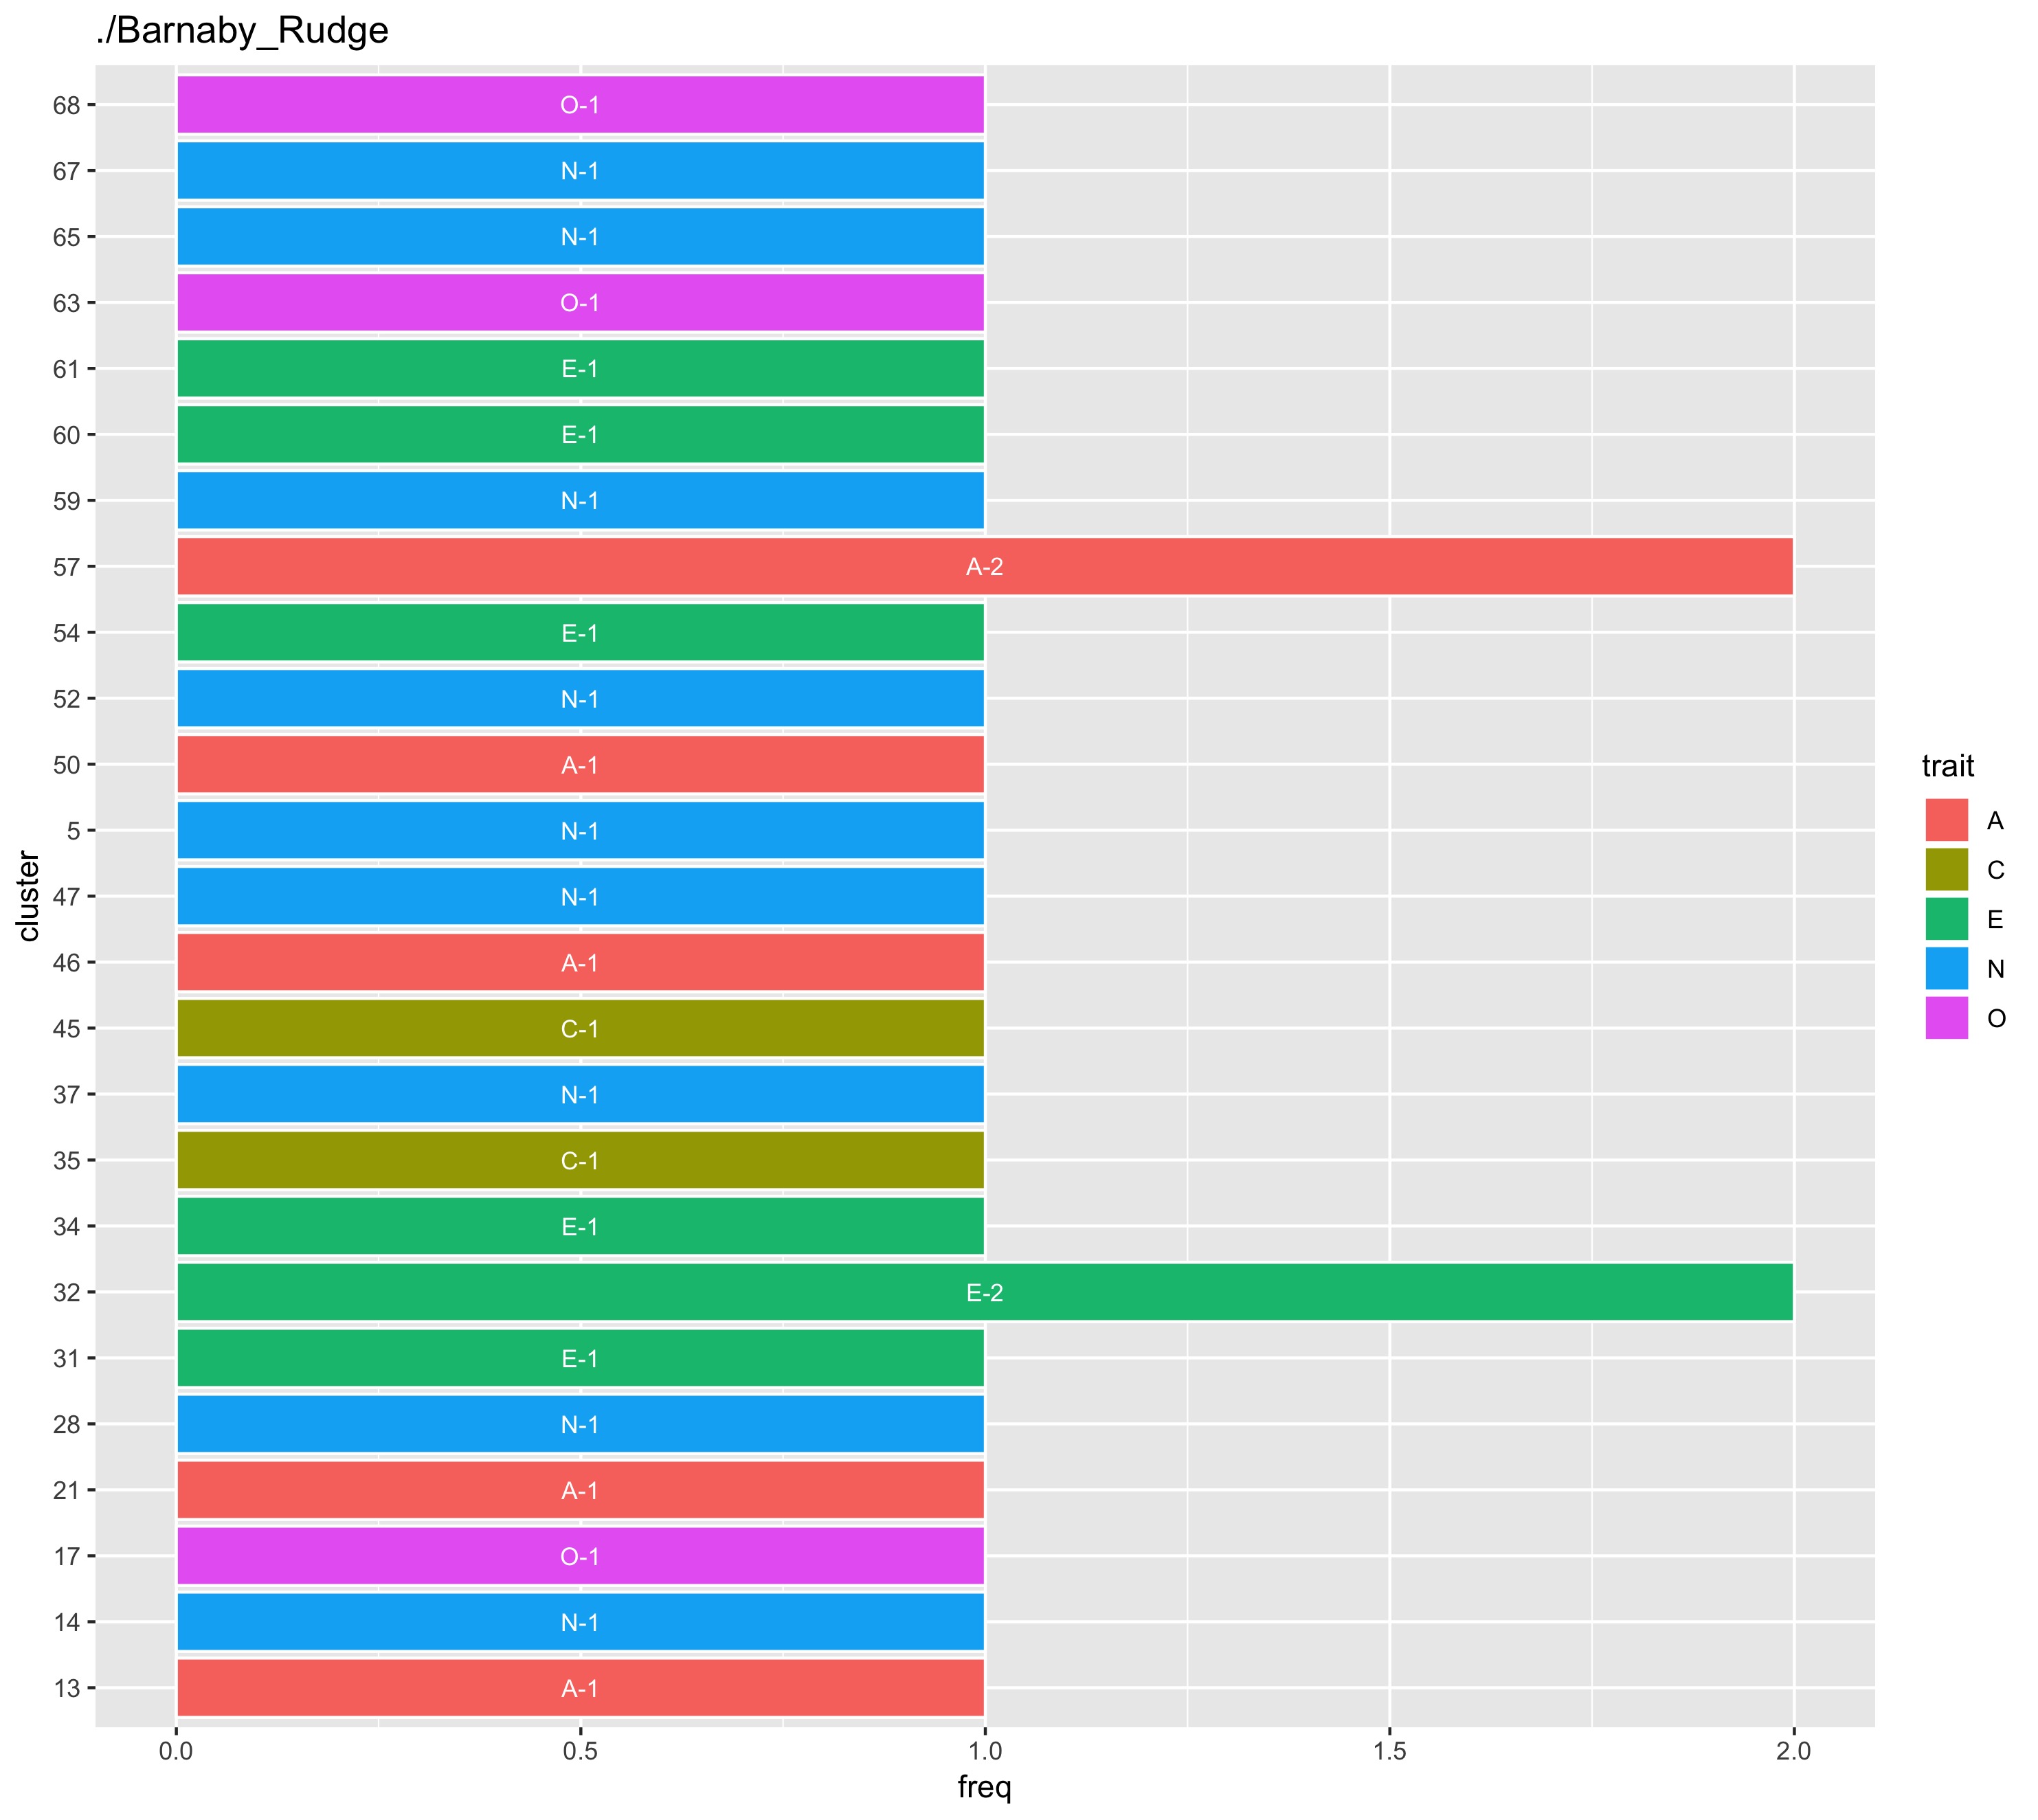 ./Barnaby_Rudge
68 O-1
67 N-1
65 N-1
63 O-1
61 E-1
60 E-1
59 N-1
57 A-2
54 E-1
52 N-1
50 A-1
5 N-1
47 N-1
46 A-1
45 C-1
37 N-1
35 C-1
34 E-1
32 E-2
31 E-1
28 N-1
21 A-1
17 O-1
14 N-1
13 A-1
0.0 0.5 1.0 1.5 2.0
freq
cluster
trait
A
C
E
N
O